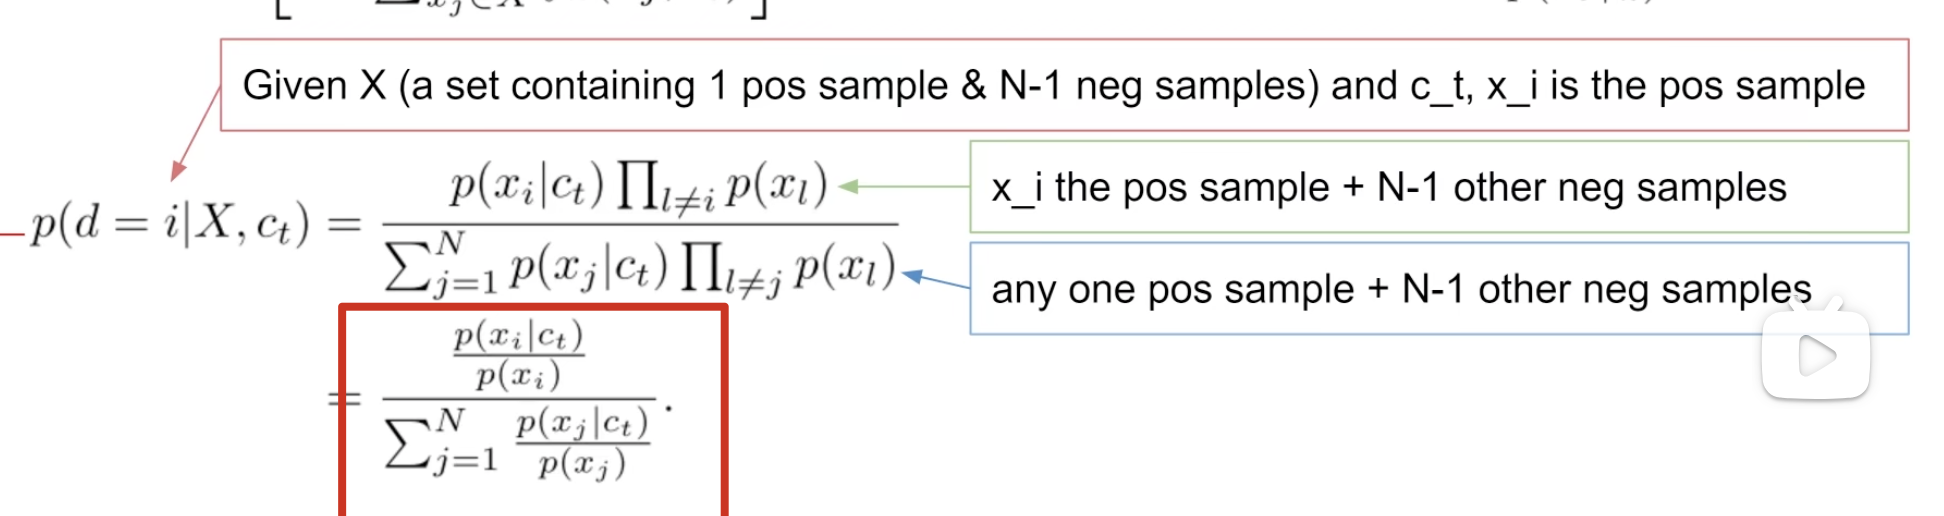 Given X (a set containing 1 pos sample & N-1 neg samples) and c_t, x_i is the pos sample
p(d = i|X, c_t) = \frac{p(x_i|c_t) \prod_{l \neq i} p(x_l)}{\sum_{j=1}^{N} p(x_j|c_t) \prod_{l \neq j} p(x_l)}
x_i the pos sample + N-1 other neg samples
any one pos sample + N-1 other neg samples
= \frac{\frac{p(x_i|c_t)}{p(x_i)}}{\sum_{j=1}^{N} \frac{p(x_j|c_t)}{p(x_j)}}.